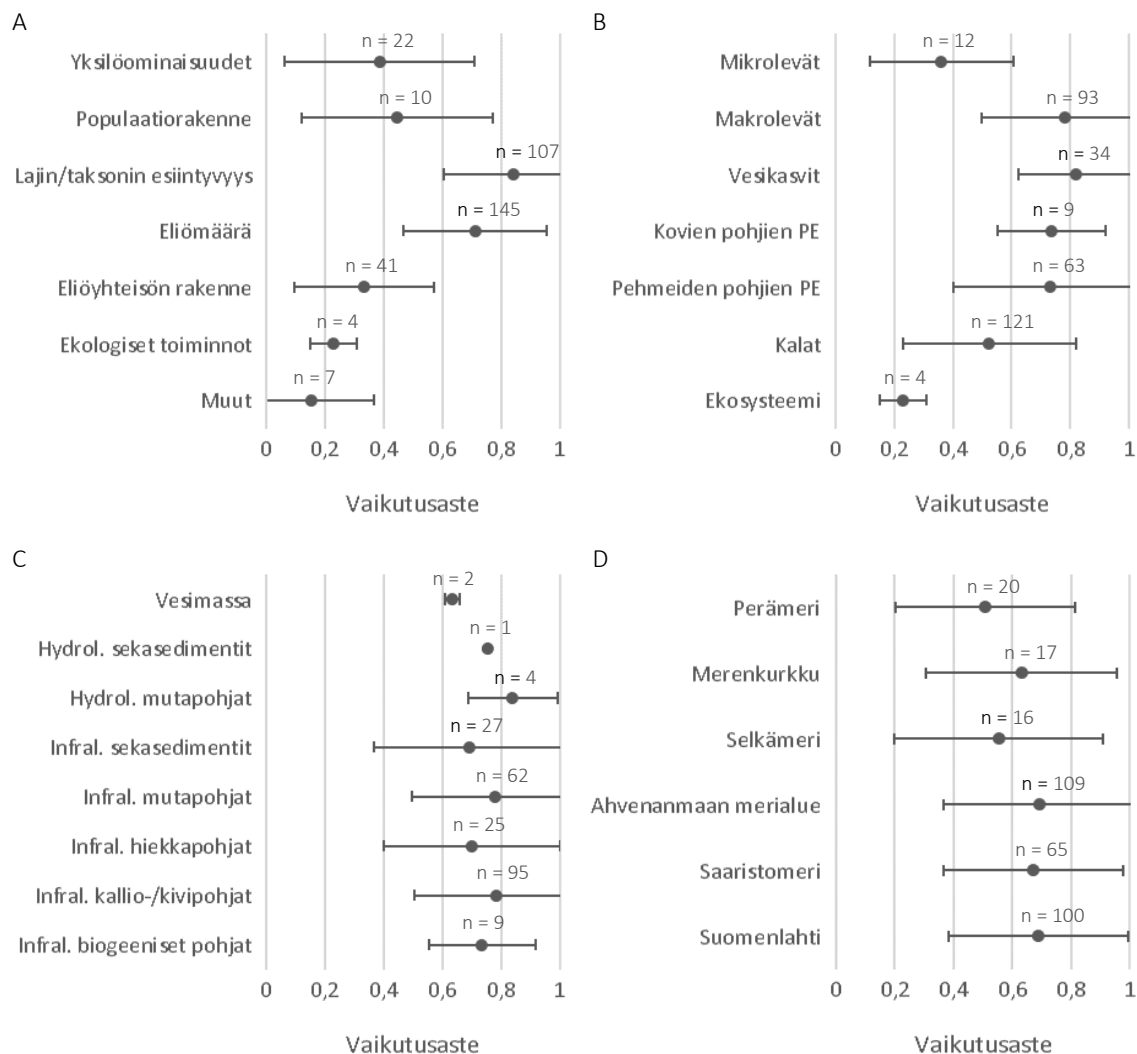 A
Yksilöominaisuudet n = 22
Populaatiorakenne n = 10
Lajin/taksonin esiintyvyys n = 107
Eliömäärä n = 145
Eliöyhteisön rakenne n = 41
Ekologiset toiminnot n = 4
Muut n = 7
0 0,2 0,4 0,6 0,8 1
Vaikutusaste
B
Mikrolevät n = 12
Makrolevät n = 93
Vesikasvit n = 34
Kovien pohjien PE n = 9
Pehmeiden pohjien PE n = 63
Kalat n = 121
Ekosysteemi n = 4
0 0,2 0,4 0,6 0,8 1
Vaikutusaste
C
Vesimassa n = 2
Hydrol. sekasedimentit n = 1
Hydrol. mutapohjat n = 4
Infral. sekasedimentit n = 27
Infral. mutapohjat n = 62
Infral. hiekkapohjat n = 25
Infral. kallio-/kivipohjat n = 95
Infral. biogeeniset pohjat n = 9
0 0,2 0,4 0,6 0,8 1
Vaikutusaste
D
Perämeri n = 20
Merenkurkku n = 17
Selkämeri n = 16
Ahvenanmaan merialue n = 109
Saaristomeri n = 65
Suomenlahti n = 100
0 0,2 0,4 0,6 0,8 1
Vaikutusaste